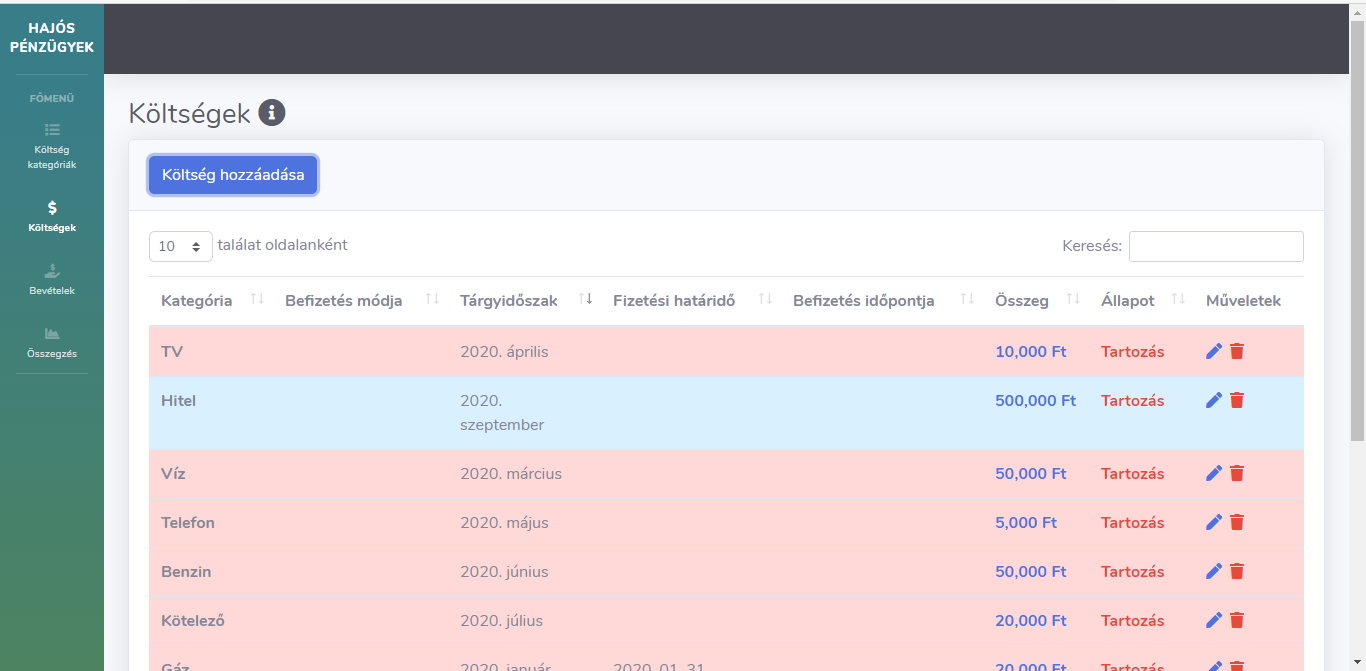 HAJÓS
PÉNZÜGYEK
FŐMENÜ
Költség
kategóriák
Költségek
Bevételek
Összegzés
Költségek
Költség hozzáadása
10 találat oldalanként
Keresés:
Kategória Befizetés módja Tárgyidőszak Fizetési határidő Befizetés időpontja Összeg Állapot Műveletek
TV 2020. április 10,000 Ft Tartozás
Hitel 2020. 500,000 Ft Tartozás
szeptember
Víz 2020. március 50,000 Ft Tartozás
Telefon 2020. május 5,000 Ft Tartozás
Benzin 2020. június 50,000 Ft Tartozás
Kötelező 2020. július 20,000 Ft Tartozás
Gáz 2020. január 2020. 01. 31. 20,000 Ft Tartozás